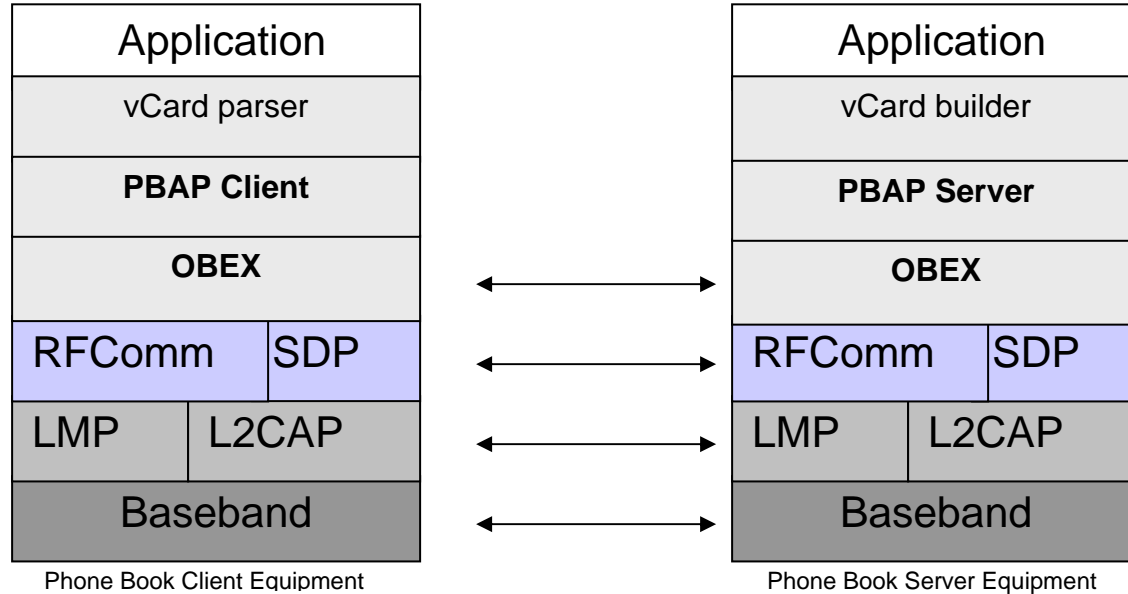 Application
vCard parser
PBAP Client
OBEX
RFComm SDP
LMP L2CAP
Baseband
Phone Book Client Equipment
Application
vCard builder
PBAP Server
OBEX
RFComm SDP
LMP L2CAP
Baseband
Phone Book Server Equipment